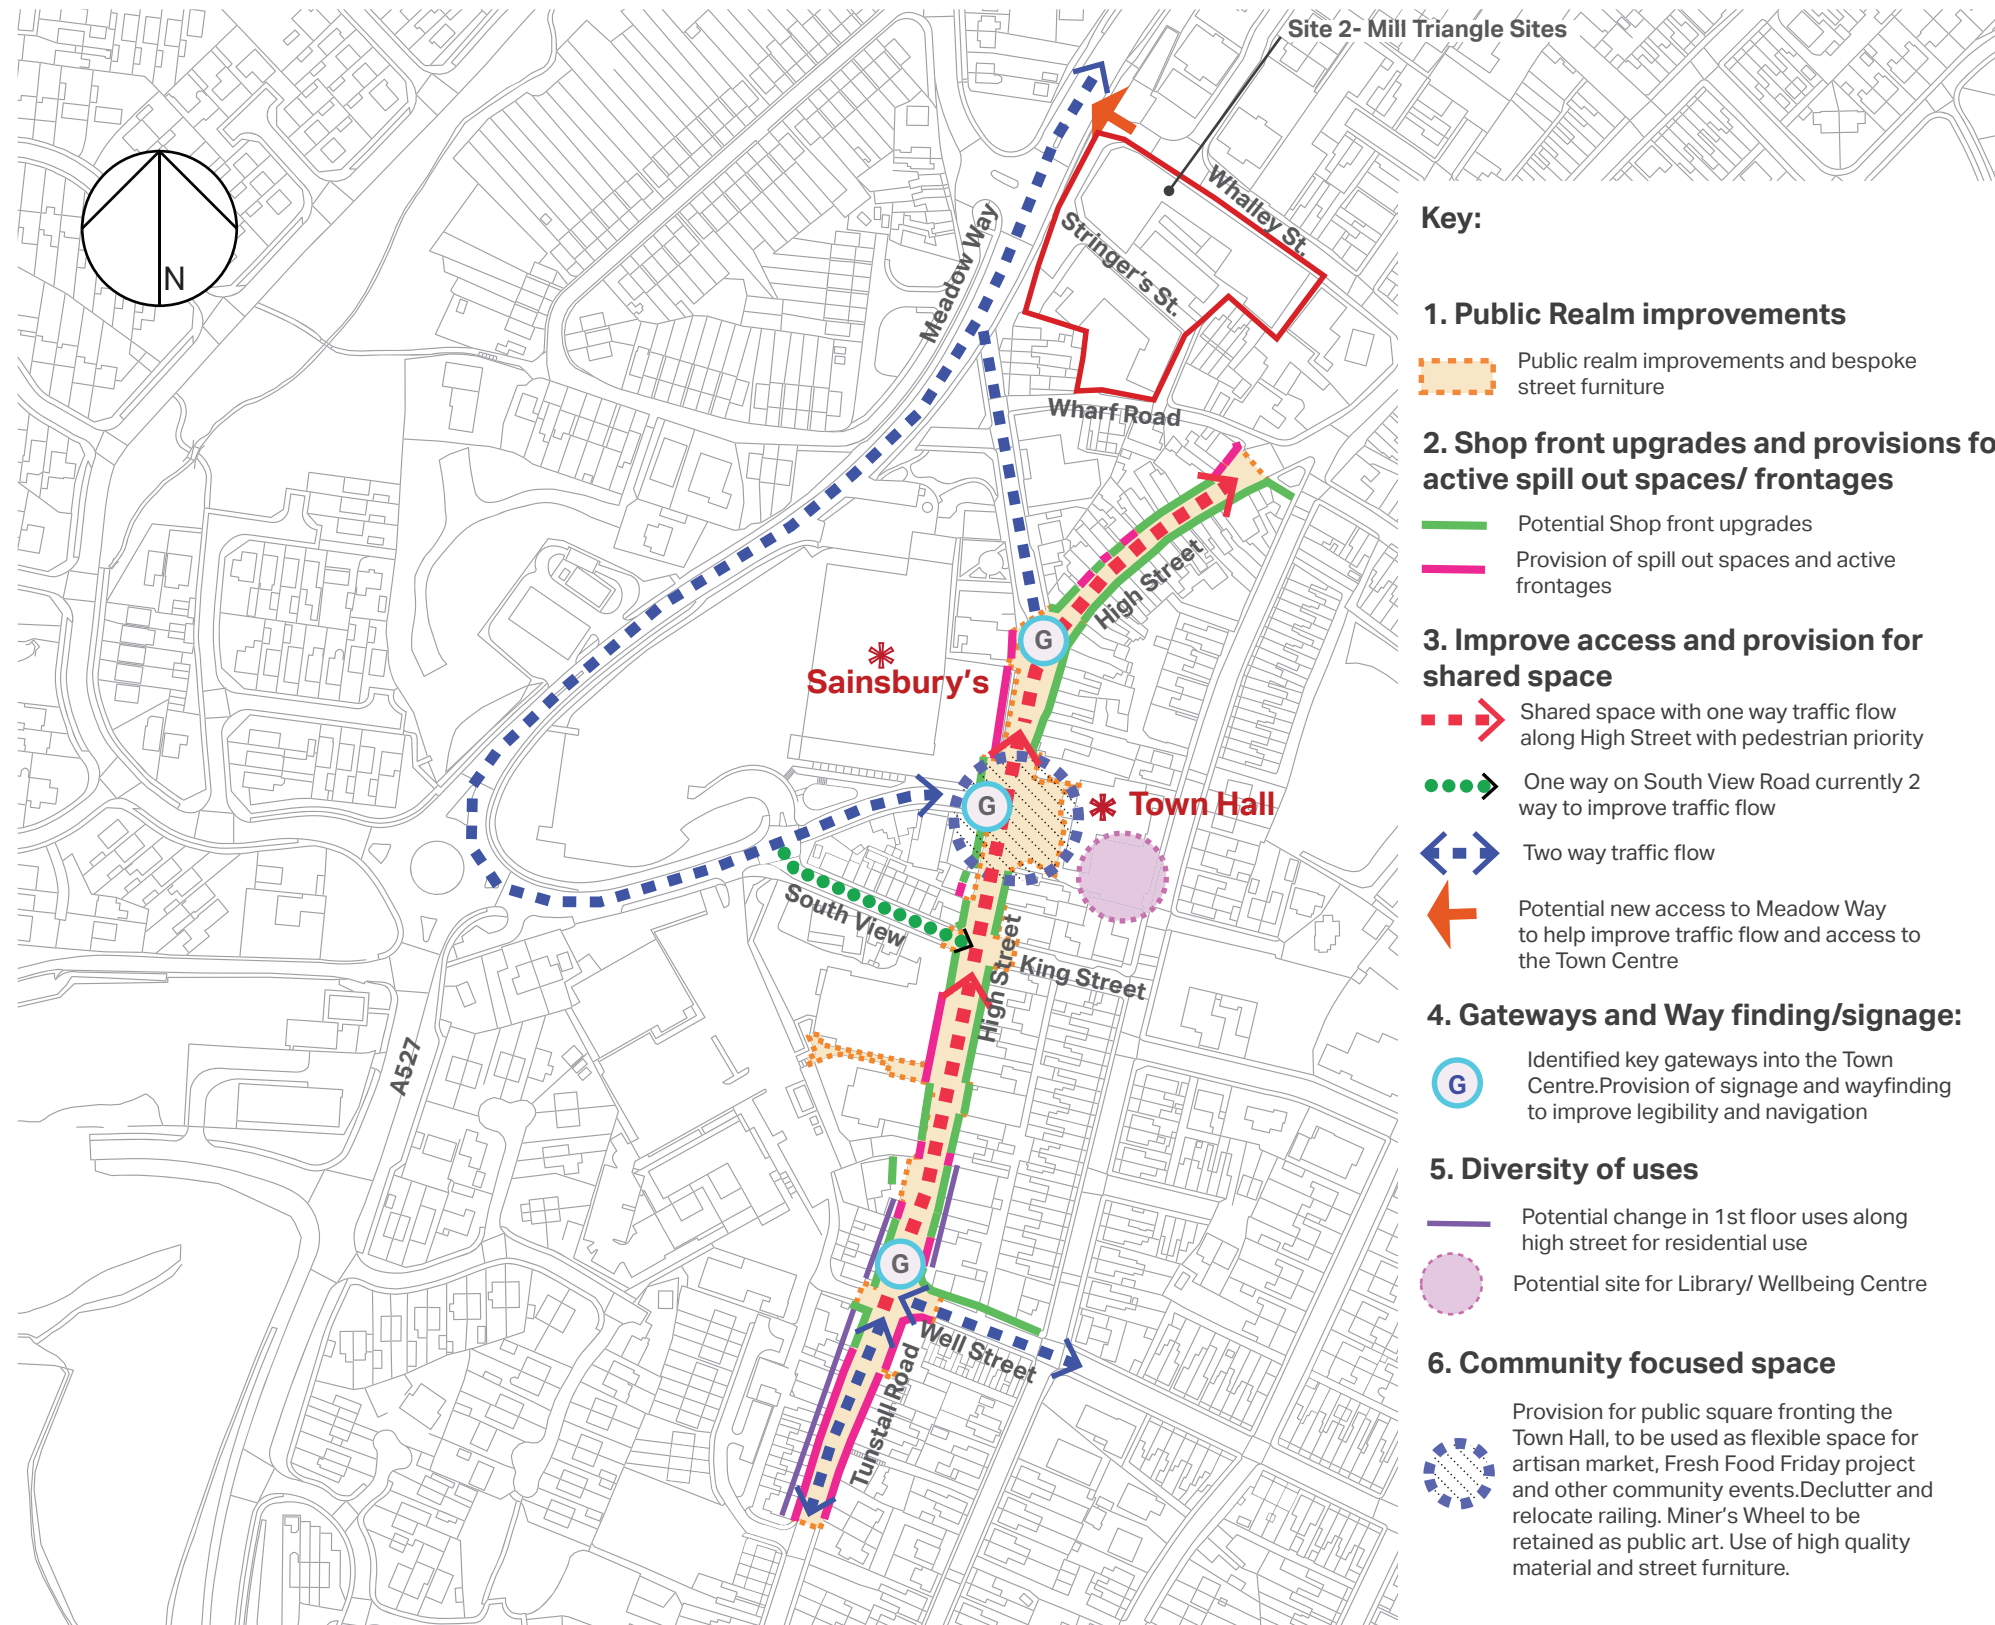 Site 2- Mill Triangle Sites
N
Whalley St.
Stringer's St.
Meadow Way
Wharf Road
High Street
G
Sainsbury's
G
Town Hall
South View
High Street
King Street
A527
G
Well Street
Tunstall Road
Key:
1. Public Realm improvements
Public realm improvements and bespoke
street furniture
2. Shop front upgrades and provisions fo
active spill out spaces/ frontages
Potential Shop front upgrades
Provision of spill out spaces and active
frontages
3. Improve access and provision for
shared space
Shared space with one way traffic flow
along High Street with pedestrian priority
One way on South View Road currently 2
way to improve traffic flow
Two way traffic flow
Potential new access to Meadow Way
to help improve traffic flow and access to
the Town Centre
4. Gateways and Way finding/signage:
G
Identified key gateways into the Town
Centre.Provision of signage and wayfinding
to improve legibility and navigation
5. Diversity of uses
Potential change in 1st floor uses along
high street for residential use
Potential site for Library/ Wellbeing Centre
6. Community focused space
Provision for public square fronting the
Town Hall, to be used as flexible space for
artisan market, Fresh Food Friday project
and other community events.Declutter and
relocate railing. Miner's Wheel to be
retained as public art. Use of high quality
material and street furniture.